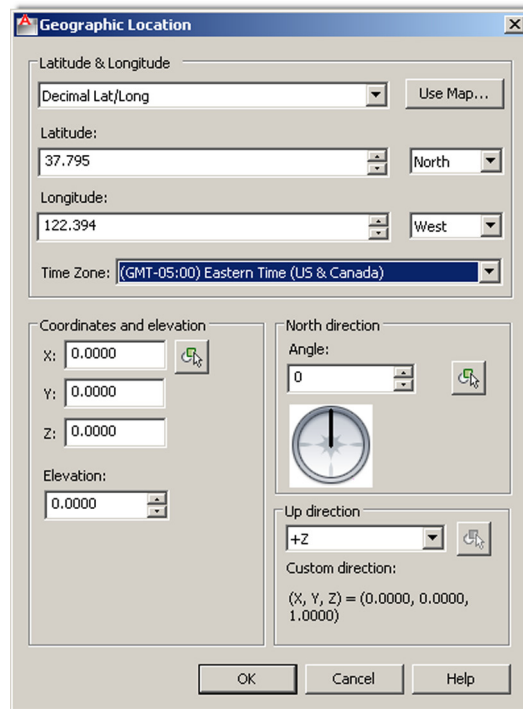 Geographic Location
Latitude & Longitude
Decimal Lat/Long
Use Map...
Latitude:
37.795
North
Longitude:
122.394
West
Time Zone: (GMT-05:00) Eastern Time (US & Canada)
Coordinates and elevation
X: 0.0000
Y: 0.0000
Z: 0.0000
Elevation:
0.0000
North direction
Angle:
0
Up direction
+Z
Custom direction:
(X, Y, Z) = (0.0000, 0.0000,
1.0000)
OK
Cancel
Help